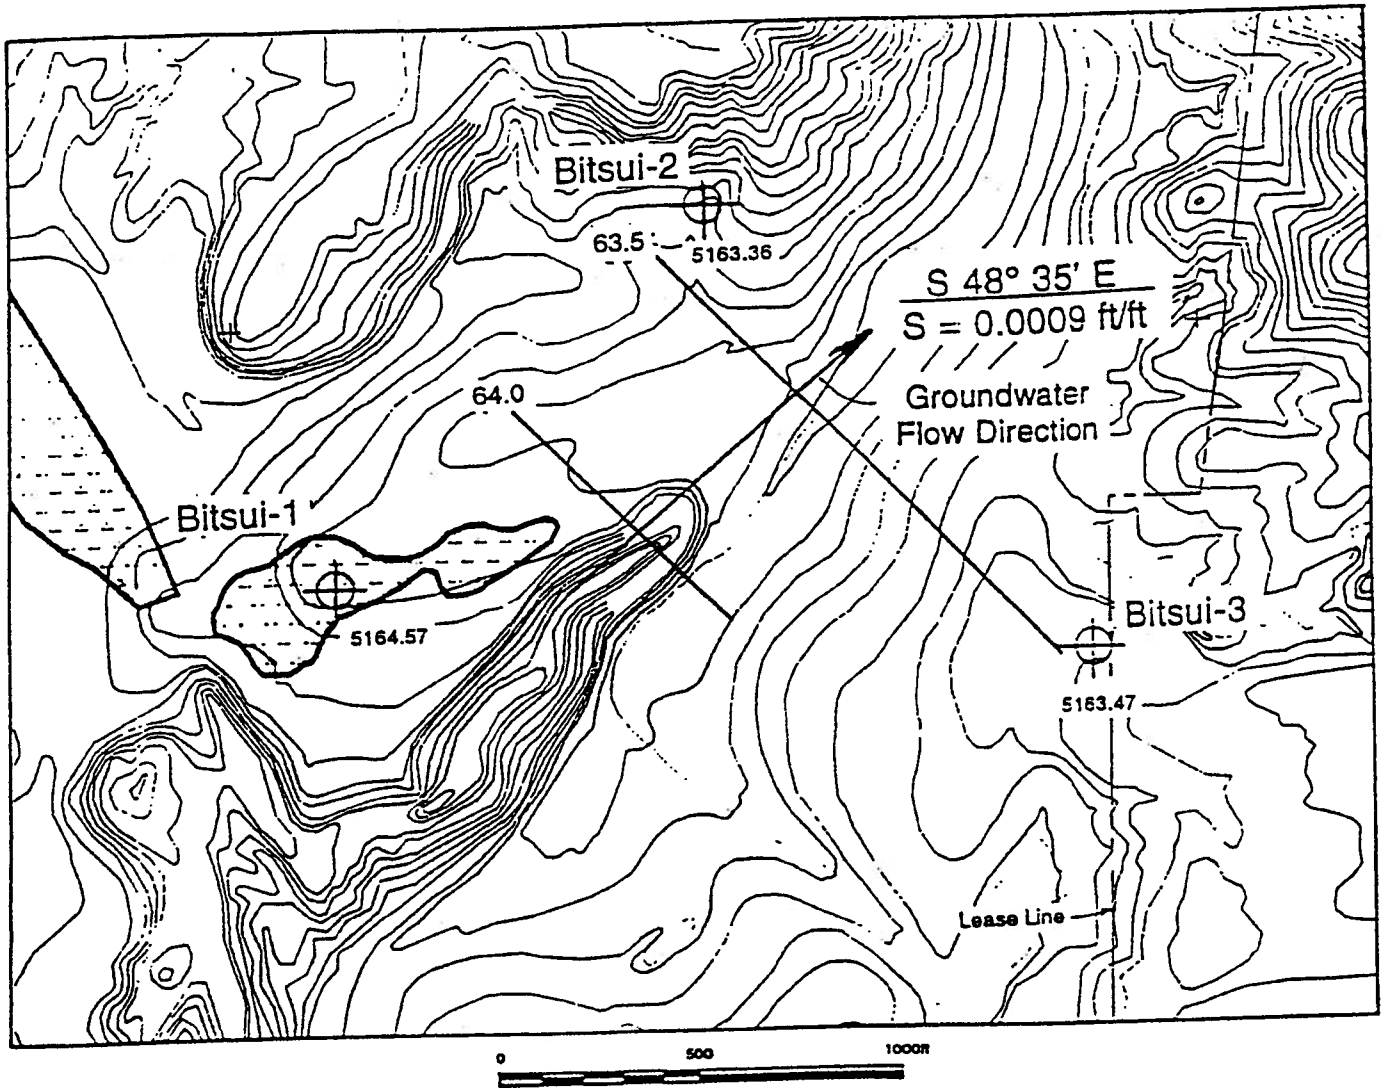 Bitsui-2
63.5
5163.36
S 48° 35' E
S = 0.0009 ft/ft
64.0
Groundwater
Flow Direction
Bitsui-1
5164.57
Bitsui-3
5163.47
Lease Line
0 500 1000ft